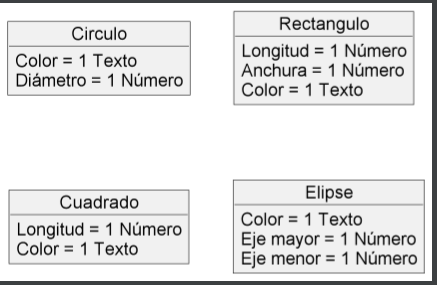 Circulo
Color = 1 Texto
Diámetro = 1 Número
Rectangulo
Longitud = 1 Número
Anchura = 1 Número
Color = 1 Texto
Cuadrado
Longitud = 1 Número
Color = 1 Texto
Elipse
Color = 1 Texto
Eje mayor = 1 Número
Eje menor = 1 Número